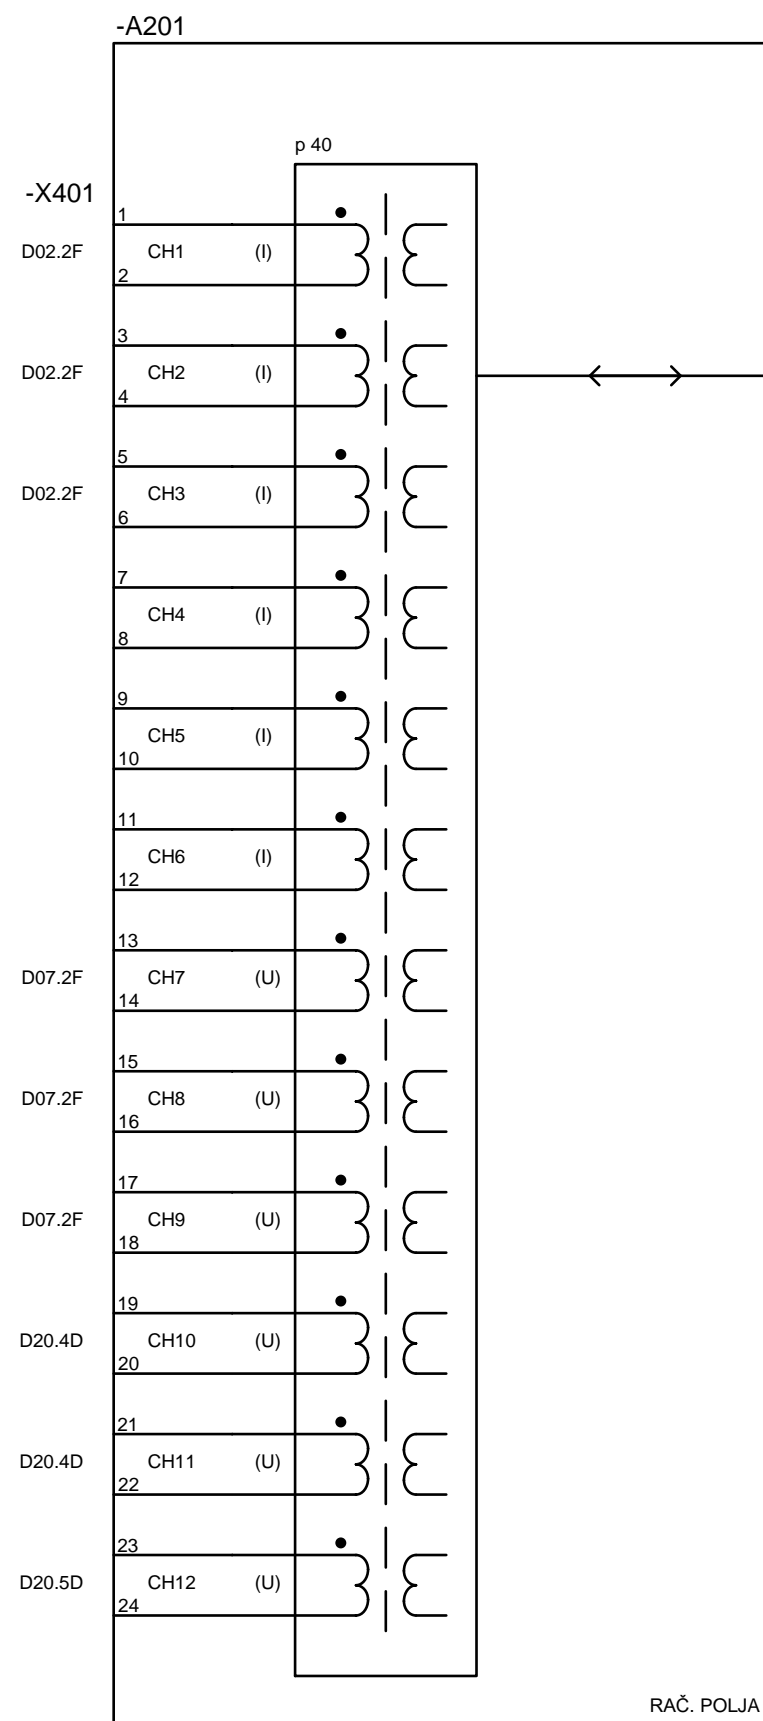 -A201
p 40
-X401
1
D02.2F CH1 (I)
2
3
D02.2F CH2 (I)
4
5
D02.2F CH3 (I)
6
7
CH4 (I)
8
9
CH5 (I)
10
11
CH6 (I)
12
13
D07.2F CH7 (U)
14
15
D07.2F CH8 (U)
16
17
D07.2F CH9 (U)
18
19
D20.4D CH10 (U)
20
21
D20.4D CH11 (U)
22
23
D20.5D CH12 (U)
24
RAČ. POLJA